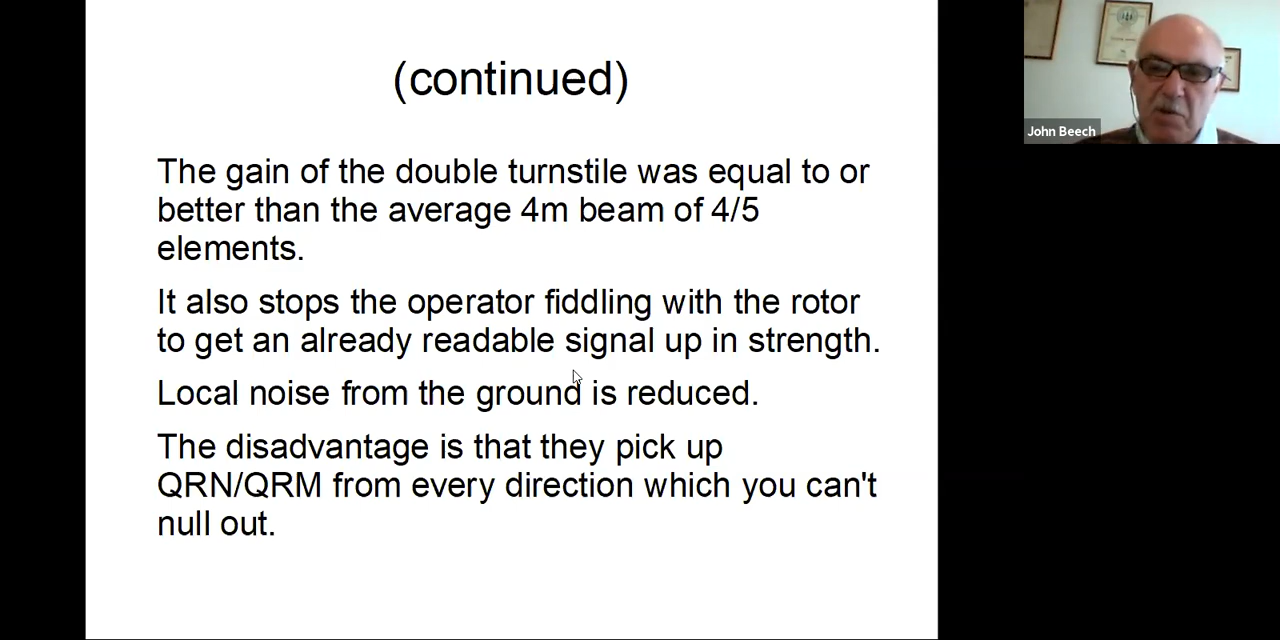 (continued)
The gain of the double turnstile was equal to or
better than the average 4m beam of 4/5
elements.
It also stops the operator fiddling with the rotor
to get an already readable signal up in strength.
Local noise from the ground is reduced.
The disadvantage is that they pick up
QRN/QRM from every direction which you can't
null out.
John Beech